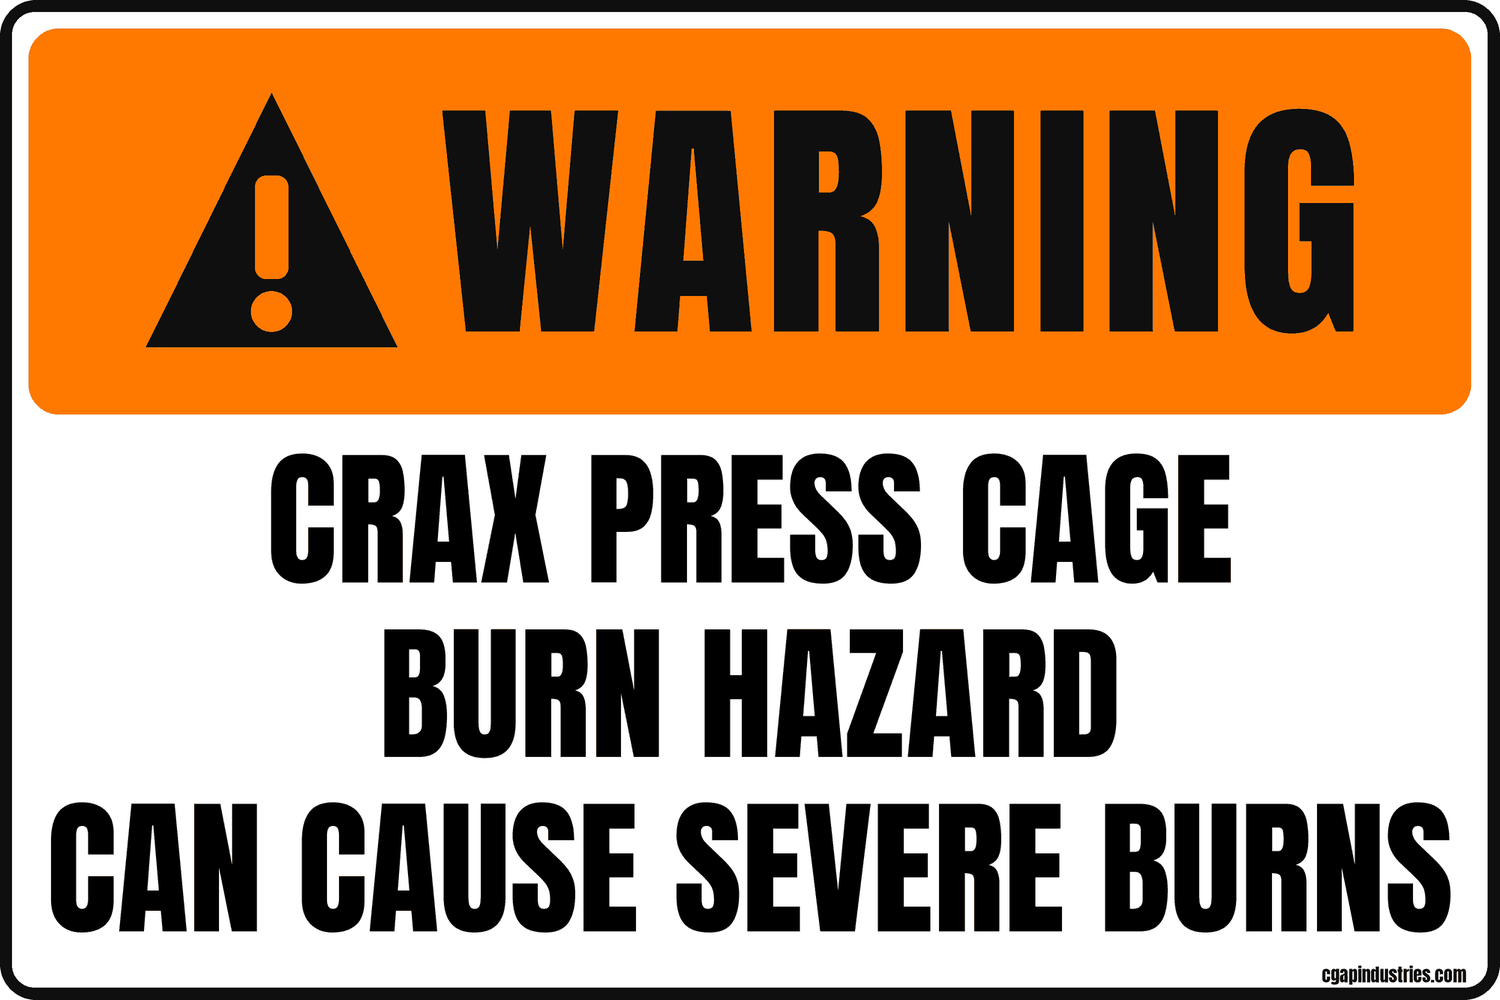 WARNING
CRAX PRESS CAGE
BURN HAZARD
CAN CAUSE SEVERE BURNS
cgapindustries.com